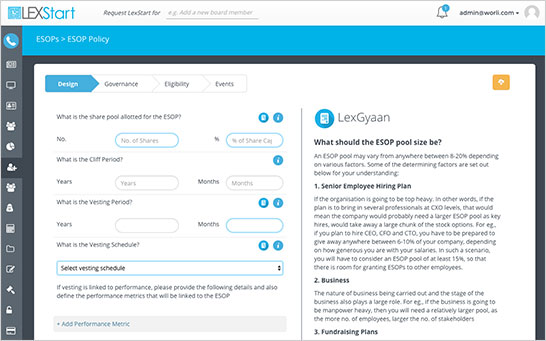 LEXStart
Request LexStart for
e.g. Add a new board member
admin@worli.com
ESOPs > ESOP Policy
Design
Governance
Eligibility
Events
What is the share pool allotted for the ESOP?
No.
No. of Shares
%
% of Share Ca
What is the Cliff Period?
Years
Years
Months
Months
What is the Vesting Period?
Years
Months
What is the Vesting Schedule?
Select vesting schedule
If vesting is linked to performance, please provide the following details and also
define the performance metrics that will be linked to the ESOP
+ Add Performance Metric
LexGyaan
What should the ESOP pool size be?
An ESOP pool may vary from anywhere between 8-20% depending
on various factors. Some of the determining factors are set out
below for your understanding:
1. Senior Employee Hiring Plan
If the organisation is going to be top heavy. In other words, if the
plan is to bring in several professionals at CXO levels, that would
mean the company would probably need a larger ESOP pool as key
hires, would take away a large chunk of the stock options. For eg.,
if you plan to hire CEO, CFO and CTO, you have to be prepared to
give away anywhere between 6-10% of your company, depending
on how generous you are with your salaries. In such a scenario,
you will have to consider an ESOP pool of at least 15%, so that
there is room for granting ESOPs to other employees.
2. Business
The nature of business being carried out and the stage of the
business also plays a large role. For eg., if the business is going to
be manpower heavy, then you will need a relatively larger pool, as
the more no. of employees, larger the no. of stakeholders
3. Fundraising Plans